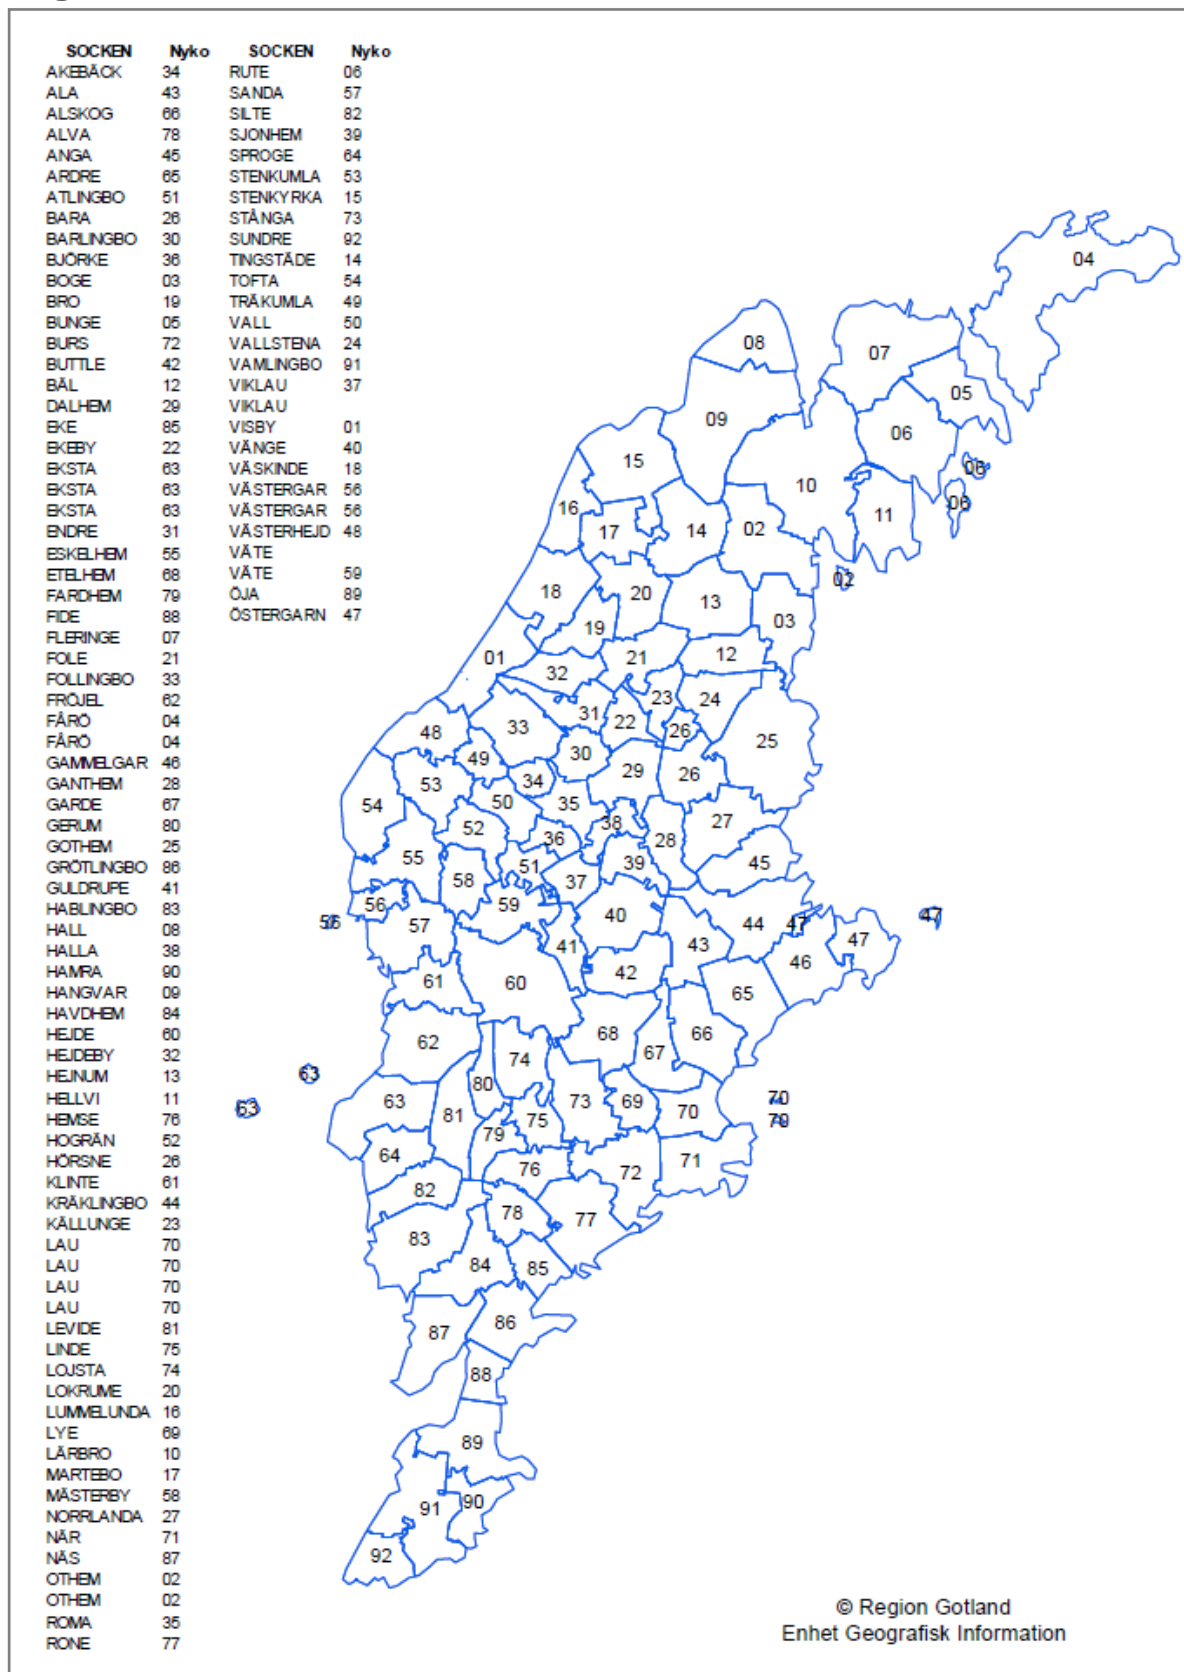 SOCKEN Nyko SOCKEN Nyko
AKEBÄCK 34 RUTE 06
ALA 43 SANDA 57
ALSKOG 66 SILTE 82
ALVA 78 SJONHEM 39
ANGA 45 SPROGE 64
ARDRE 65 STENKUMLA 53
ATLINGBO 51 STENKYRKA 15
BARA 26 STÅNGA 73
BARLINGBO 30 SUNDRE 92
BJÖRKE 36 TINGSTÄDE 14
BOGE 03 TOFTA 54
BRO 19 TRÄKUMLA 49
BUNGE 05 VALL 50
BURS 72 VALLSTENA 24
BUTTLE 42 VAMLINGBO 91
BÄL 12 VIKLAU 37
DALHEM 29 VIKLAU
EKE 85 VISBY 01
EKEBY 22 VÄNGE 40
EKSTA 63 VÄSKINDE 18
EKSTA 63 VÄSTERGAR 56
EKSTA 63 VÄSTERGAR 56
ENDRE 31 VÄSTERHEJD 48
ESKELHEM 55 VÄTE
ETELHEM 68 VÄTE 59
FARDHEM 79 ÖJA 89
FIDE 88 ÖSTERGARN 47
FLERINGE 07
FOLE 21
FOLLINGBO 33
FRÖJEL 62
FÅRÖ 04
FÅRÖ 04
GAMMELGAR 46
GANTHEM 28
GARDE 67
GERUM 80
GOTHEM 25
GRÖTLINGBO 86
GULDRUPE 41
HABLINGBO 83
HALL 08
HALLA 38
HAMRA 90
HANGVAR 09
HAVDHEM 84
HEJDE 60
HEJDEBY 32
HEJNUM 13
HELLVI 11
HEMSE 76
HOGRÄN 52
HÖRSNE 26
KLINTE 61
KRÄKLINGBO 44
KÄLLUNGE 23
LAU 70
LAU 70
LAU 70
LAU 70
LEVIDE 81
LINDE 75
LOJSTA 74
LOKRUME 20
LUMMELUNDA 16
LYE 69
LÄRBRO 10
MARTEBO 17
MÄSTERBY 58
NORRLANDA 27
NÄR 71
NÄS 87
OTHEM 02
OTHEM 02
ROMA 35
RONE 77
04
08
07
05
09
06
15
06
10
06
16
11
17
14
02
02
18
20
13
19
03
01
32
21
12
23
24
31
22
33
26
48
25
49
30
29
26
34
53
54
50
35
38
27
52
36
28
55
51
39
45
58
37
56
59
40
56
57
44
47
47
47
41
43
42
46
61
60
65
62
68
66
74
67
63
80
70
63
63
81
73
69
70
75
79
70
64
76
72
71
82
78
77
83
84
85
87
86
88
89
91
90
92
© Region Gotland
Enhet Geografisk Information